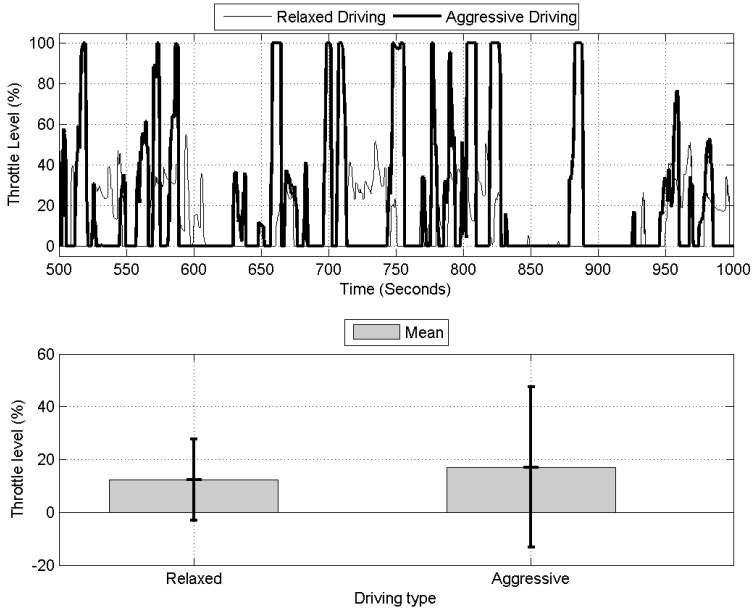 Relaxed Driving Aggressive Driving
100
80
60
40
20
0
Throttle Level (%)
500 550 600 650 700 750 800 850 900 950 1000
Time (Seconds)
Mean
60
40
20
0
-20
Throttle level (%)
Relaxed Aggressive
Driving type